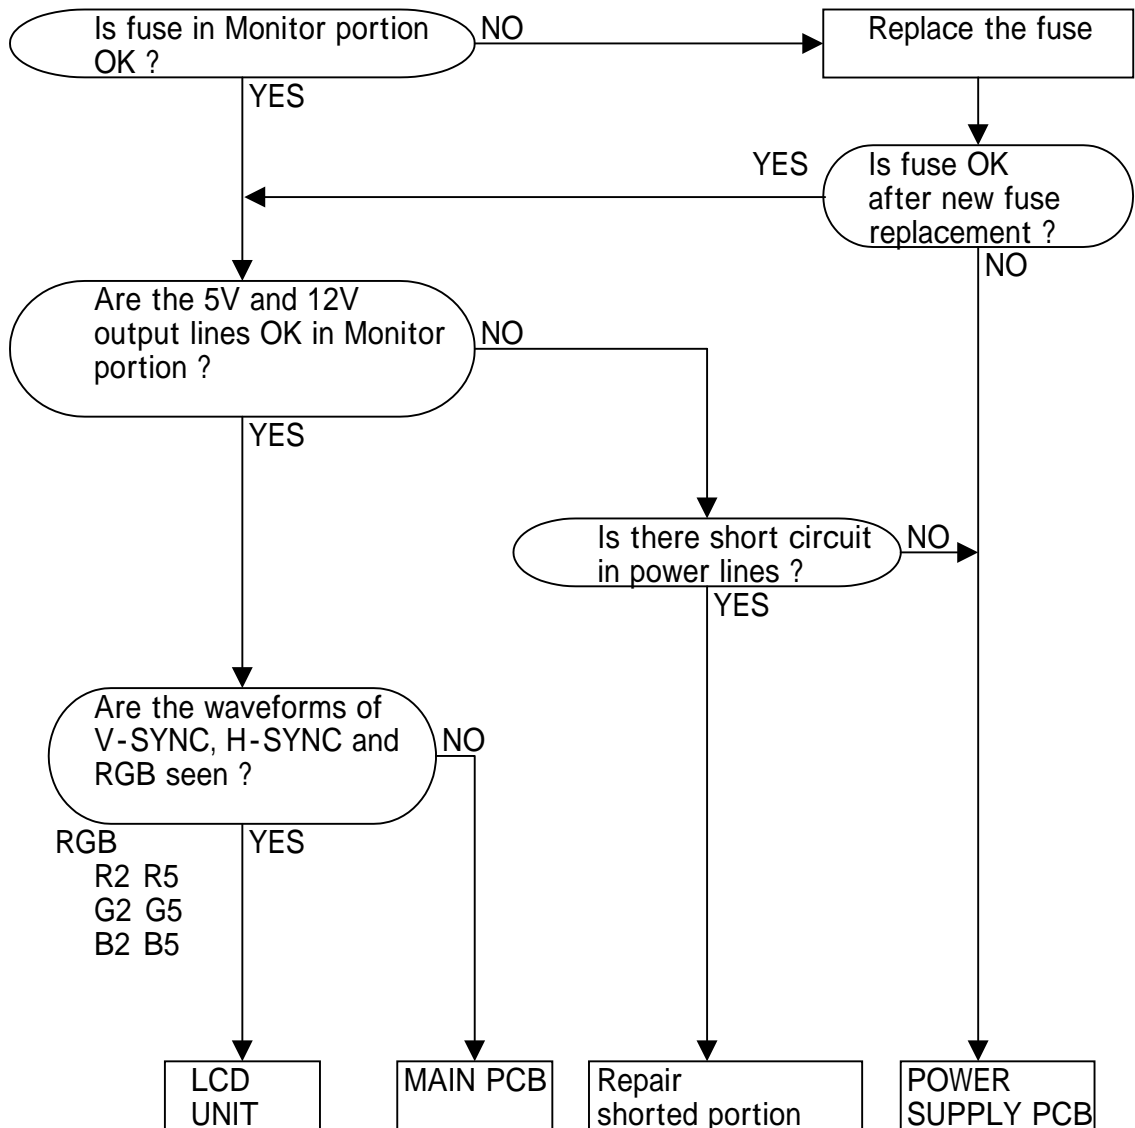 Is fuse in Monitor portion
OK ?
NO
Replace the fuse
YES
YES
Is fuse OK
after new fuse
replacement ?
NO
Are the 5V and 12V
output lines OK in Monitor
portion ?
NO
YES
Is there short circuit
in power lines ?
NO
YES
Are the waveforms of
V-SYNC, H-SYNC and
RGB seen ?
NO
RGB
R2 R5
G2 G5
B2 B5
YES
LCD
UNIT
MAIN PCB
Repair
shorted portion
POWER
SUPPLY PCB